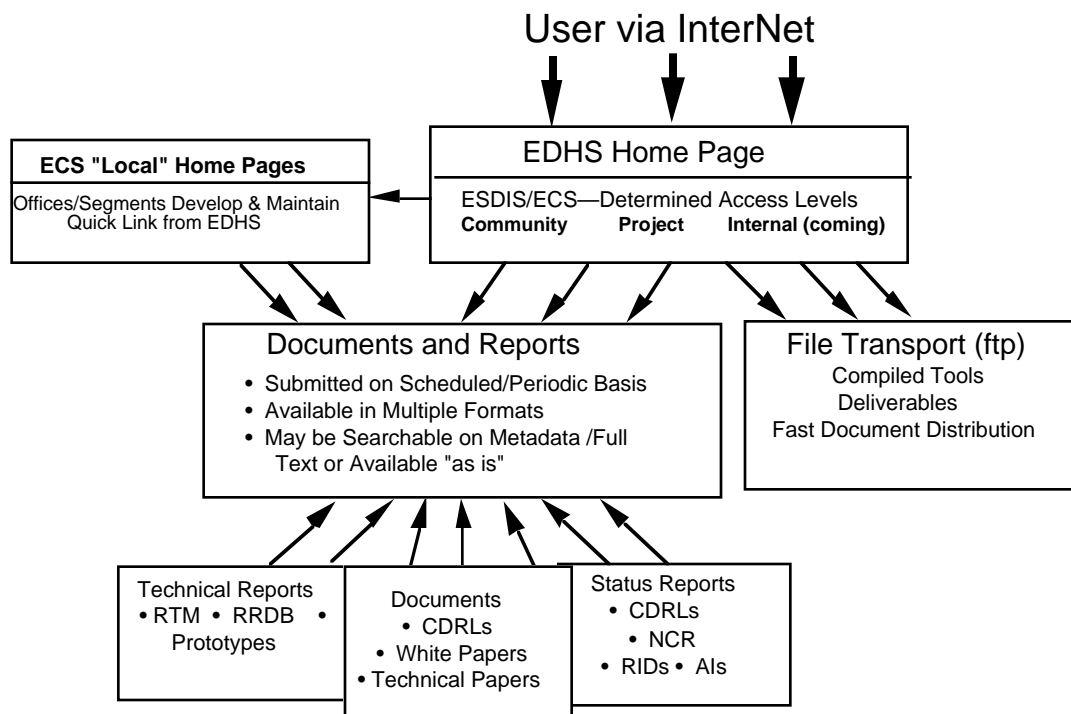 User via InterNet
EDHS Home Page
ESDIS/ECS—Determined Access Levels
Community Project Internal (coming)
ECS "Local" Home Pages
Offices/Segments Develop & Maintain
Quick Link from EDHS
Documents and Reports
• Submitted on Scheduled/Periodic Basis
• Available in Multiple Formats
• May be Searchable on Metadata /Full
Text or Available "as is"
File Transport (ftp)
Compiled Tools
Deliverables
Fast Document Distribution
Technical Reports
• RTM • RRDB •
Prototypes
Documents
• CDRLs
• White Papers
• Technical Papers
Status Reports
• CDRLs
• NCR
• RIDs • AIs